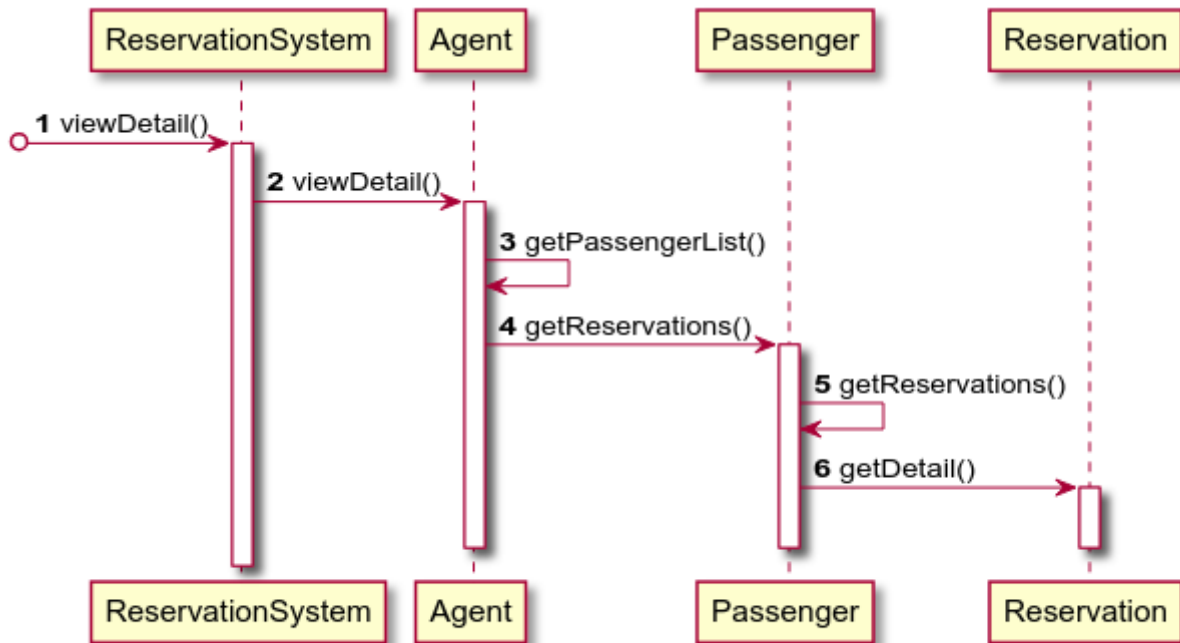 ReservationSystem Agent Passenger Reservation
1 viewDetail()
2 viewDetail()
3 getPassengerList()
4 getReservations()
5 getReservations()
6 getDetail()
ReservationSystem Agent Passenger Reservation